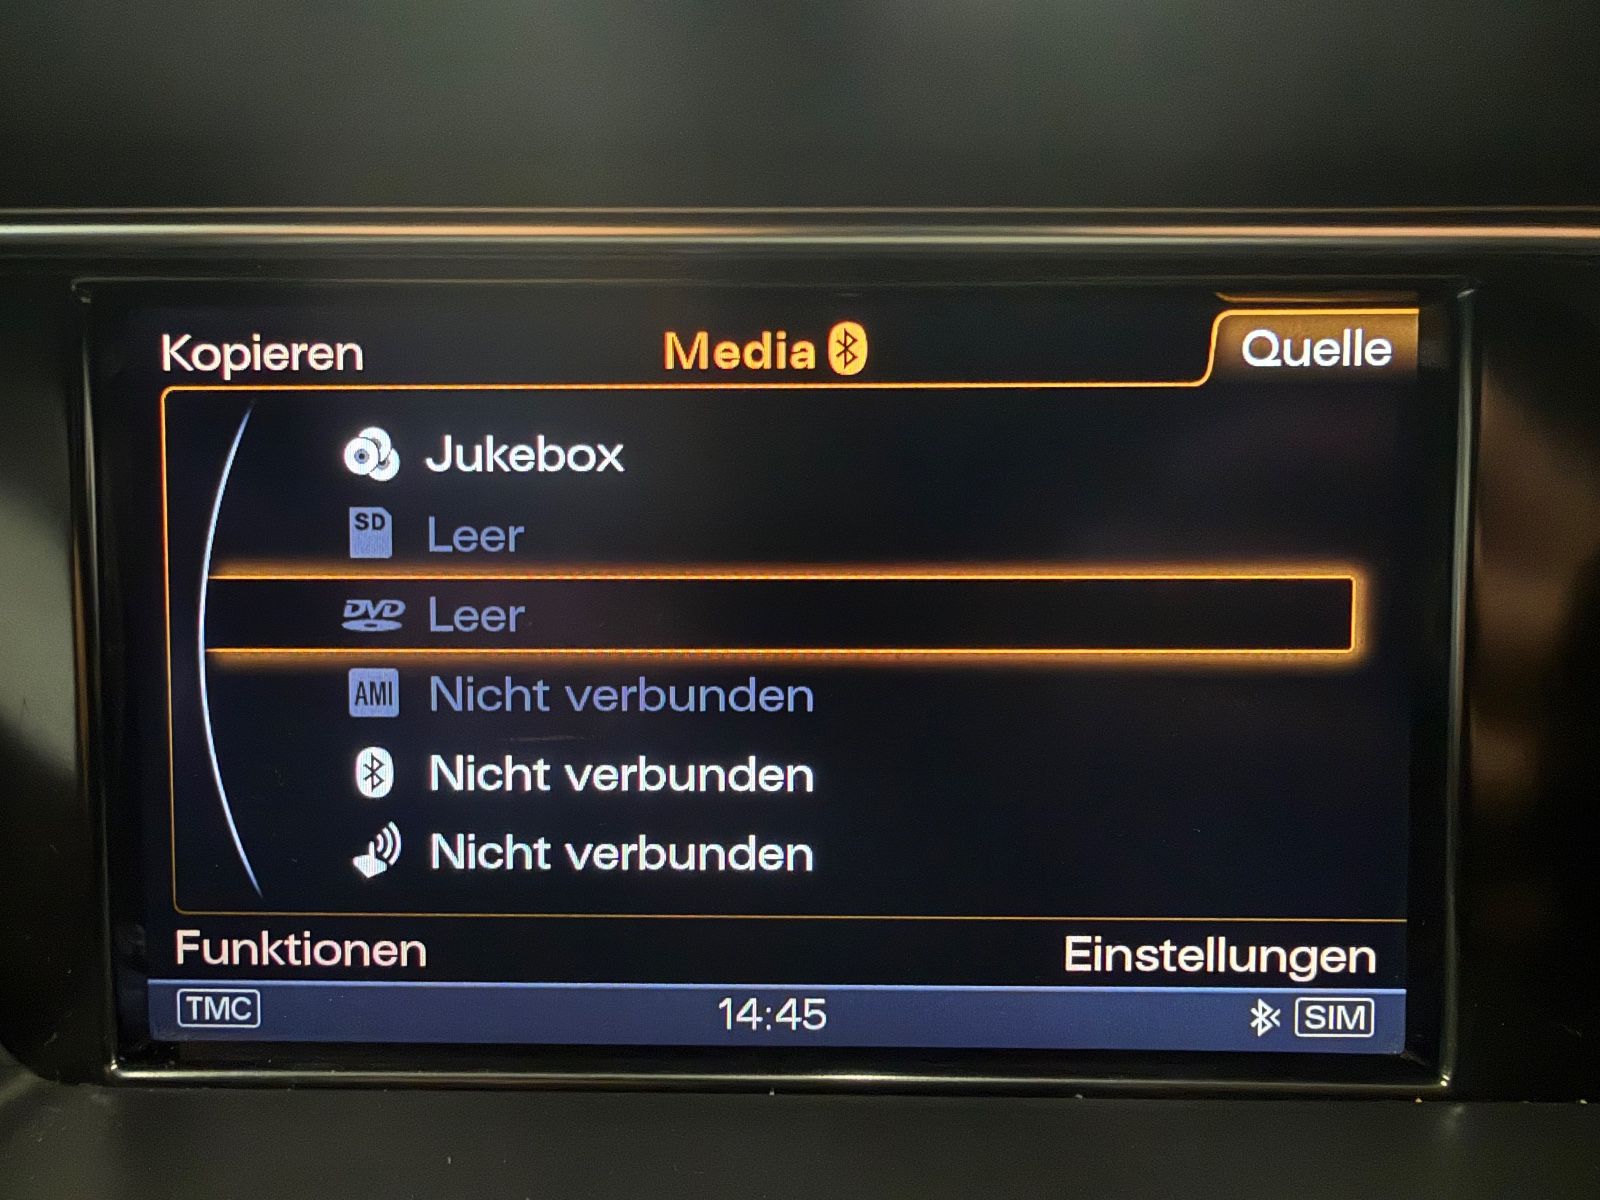 Kopieren Media Quelle
Jukebox
SD Leer
DVD Leer
AMI Nicht verbunden
Nicht verbunden
Nicht verbunden
Funktionen Einstellungen
TMC 14:45 SIM